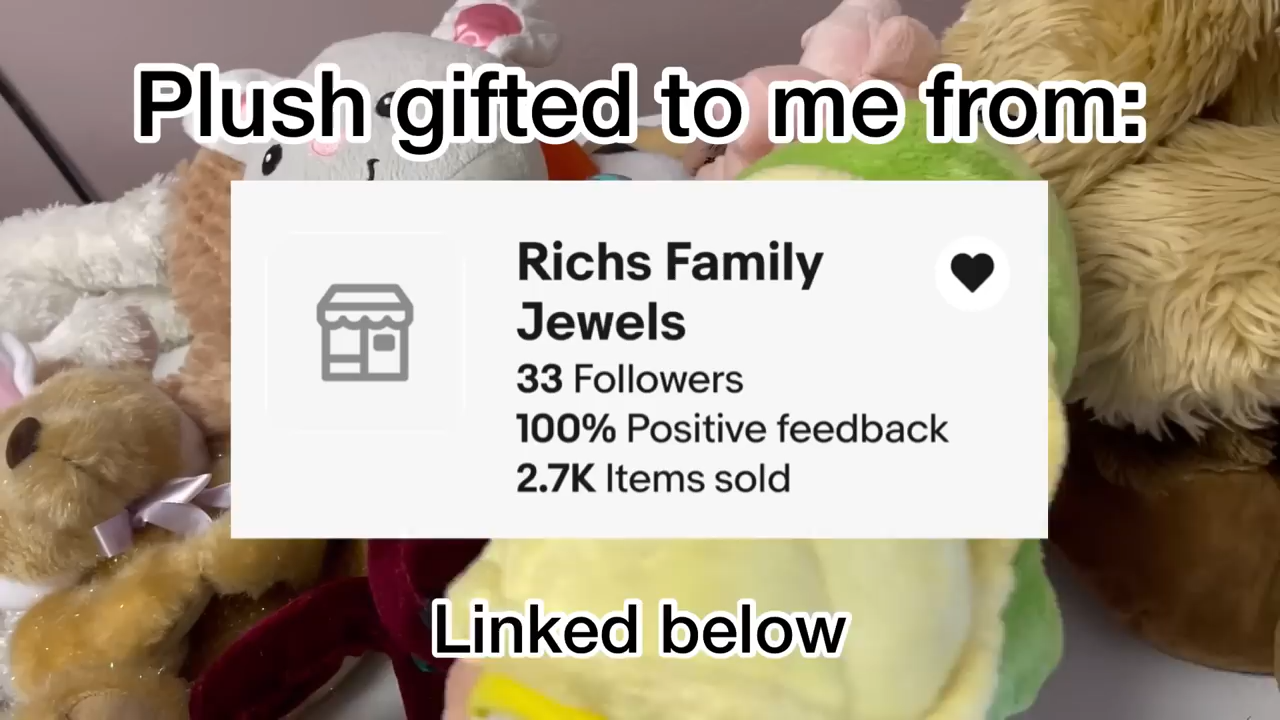 Plush gifted to me from:
Richs Family
Jewels
33 Followers
100% Positive feedback
2.7K Items sold
Linked below